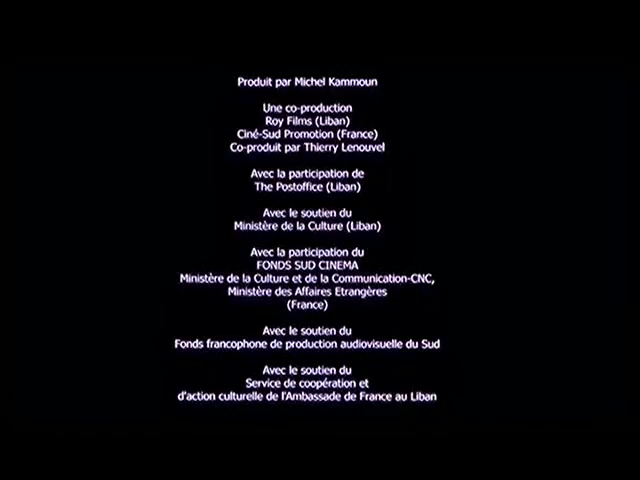 Produit par Michel Kammoun
Une co-production
Roy Films (Liban)
Ciné-Sud Promotion (France)
Co-produit par Thierry Lenouvel
Avec la participation de
The Postoffice (Liban)
Avec le soutien du
Ministère de la Culture (Liban)
Avec la participation du
FONDS SUD CINEMA
Ministère de la Culture et de la Communication-CNC,
Ministère des Affaires Etrangères
(France)
Avec le soutien du
Fonds francophone de production audiovisuelle du Sud
Avec le soutien du
Service de coopération et
d'action culturelle de l'Ambassade de France au Liban